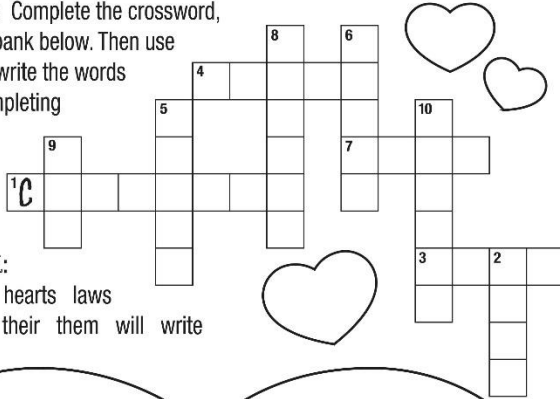 Complete the crossword,
bank below. Then use
write the words
mpleting
8 6
4
5 10
9 7
1 C
3 2
:
hearts laws
their them will write